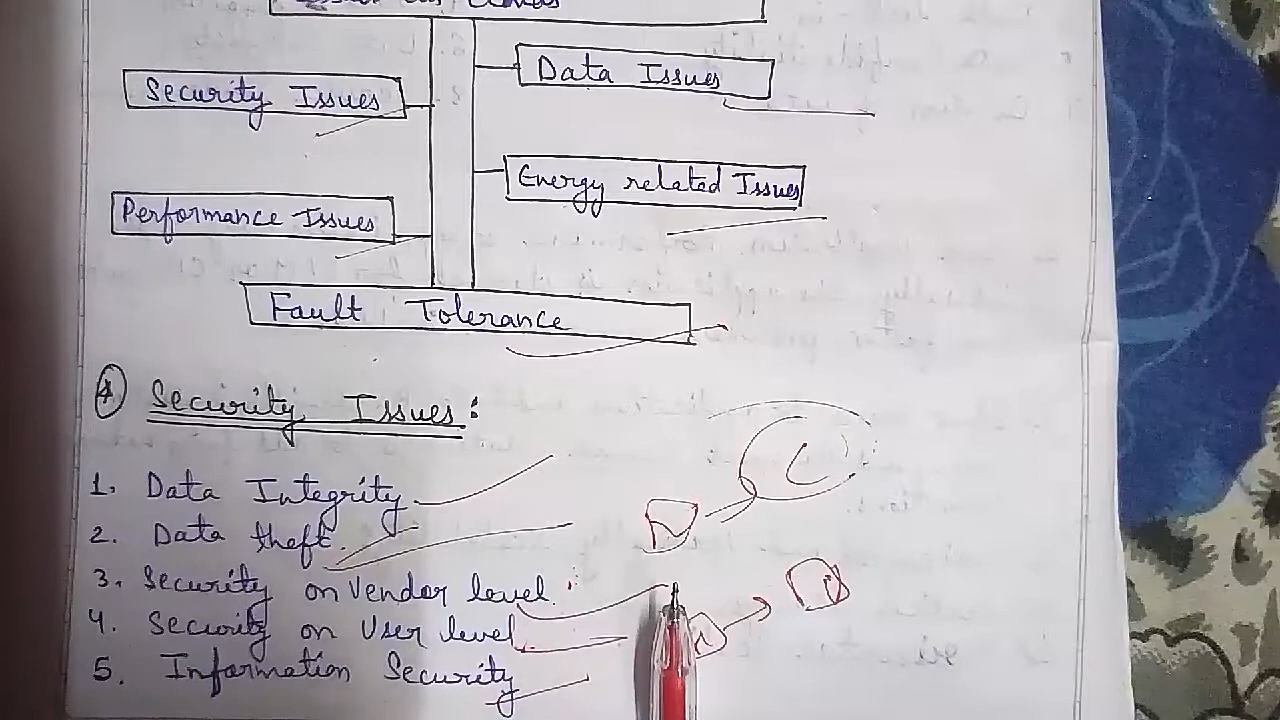 Data Issues
Security Issues
Energy related Issues
Performance Issues
Fault Tolerance
Security Issues:
1. Data Integrity
2. Data theft.
3. Security on Vendor level.
4. Security on User level.
5. Information Security